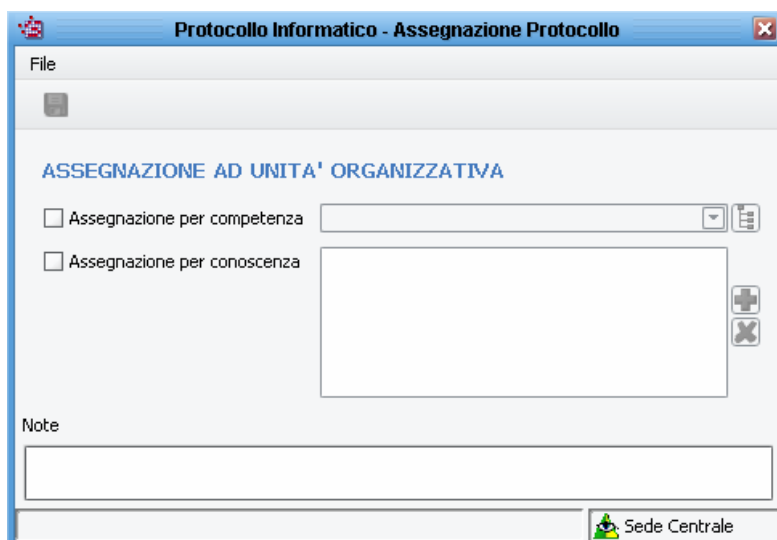 Protocollo Informatico - Assegnazione Protocollo
File
ASSEGNAZIONE AD UNITA' ORGANIZZATIVA
Assegnazione per competenza
Assegnazione per conoscenza
Note
Sede Centrale